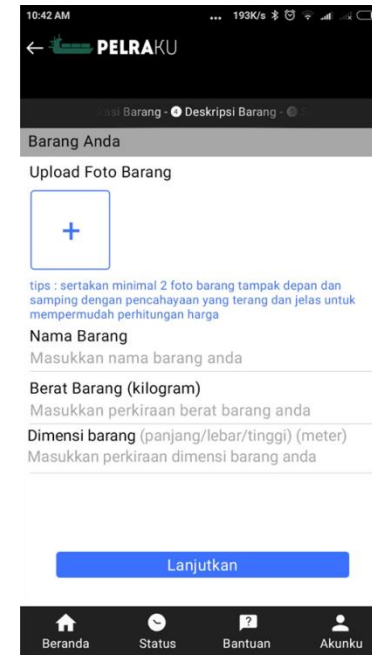 10:42 AM ... 193K/s
PELRAKU
si Barang - 4 Deskripsi Barang -
Barang Anda
Upload Foto Barang
+
tips : sertakan minimal 2 foto barang tampak depan dan
samping dengan pencahayaan yang terang dan jelas untuk
mempermudah perhitungan harga
Nama Barang
Masukkan nama barang anda
Berat Barang (kilogram)
Masukkan perkiraan berat barang anda
Dimensi barang (panjang/lebar/tinggi) (meter)
Masukkan perkiraan dimensi barang anda
Lanjutkan
Beranda Status Bantuan Akunku